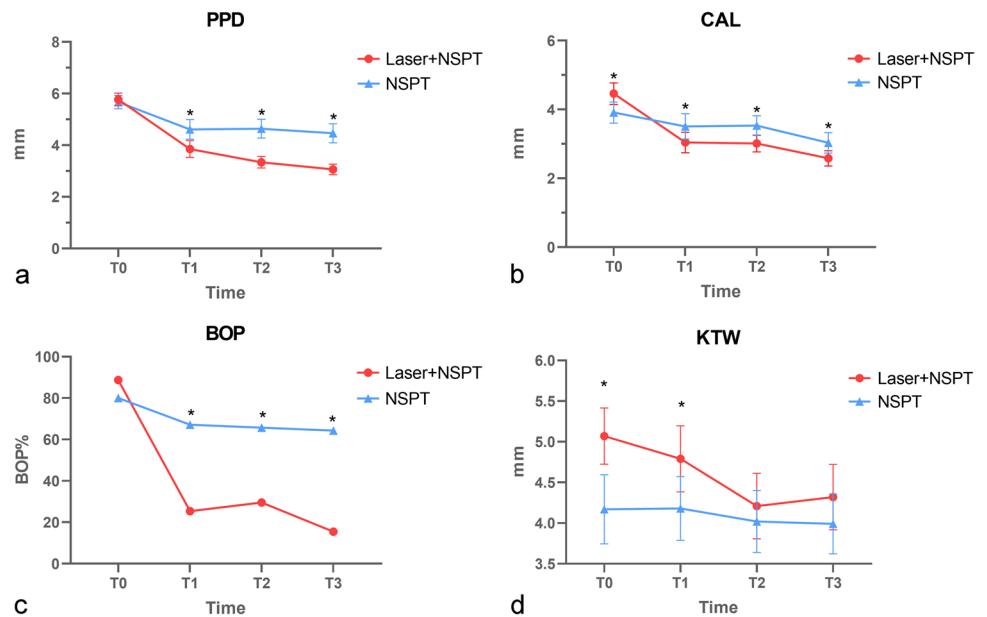 PPD
8
6
4
2
0
mm
T0 T1 T2 T3
Time
* * *
Laser+NSPT
NSPT
a
CAL
6
4
2
0
mm
T0 T1 T2 T3
Time
* * * *
Laser+NSPT
NSPT
b
BOP
100
80
60
40
20
0
BOP%
T0 T1 T2 T3
Time
* * *
Laser+NSPT
NSPT
c
KTW
6.0
5.5
5.0
4.5
4.0
3.5
mm
T0 T1 T2 T3
Time
* *
Laser+NSPT
NSPT
d